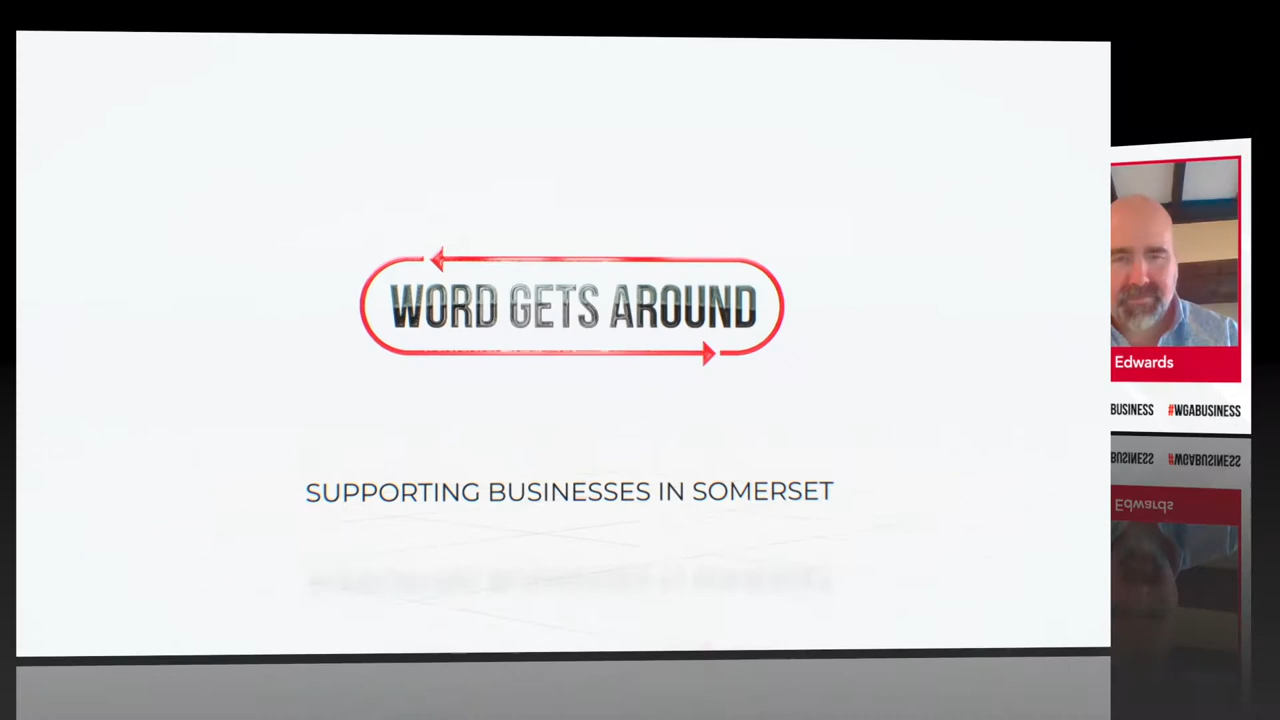 WORD GETS AROUND
SUPPORTING BUSINESSES IN SOMERSET
Edwards
BUSINESS #WGABUSINESS